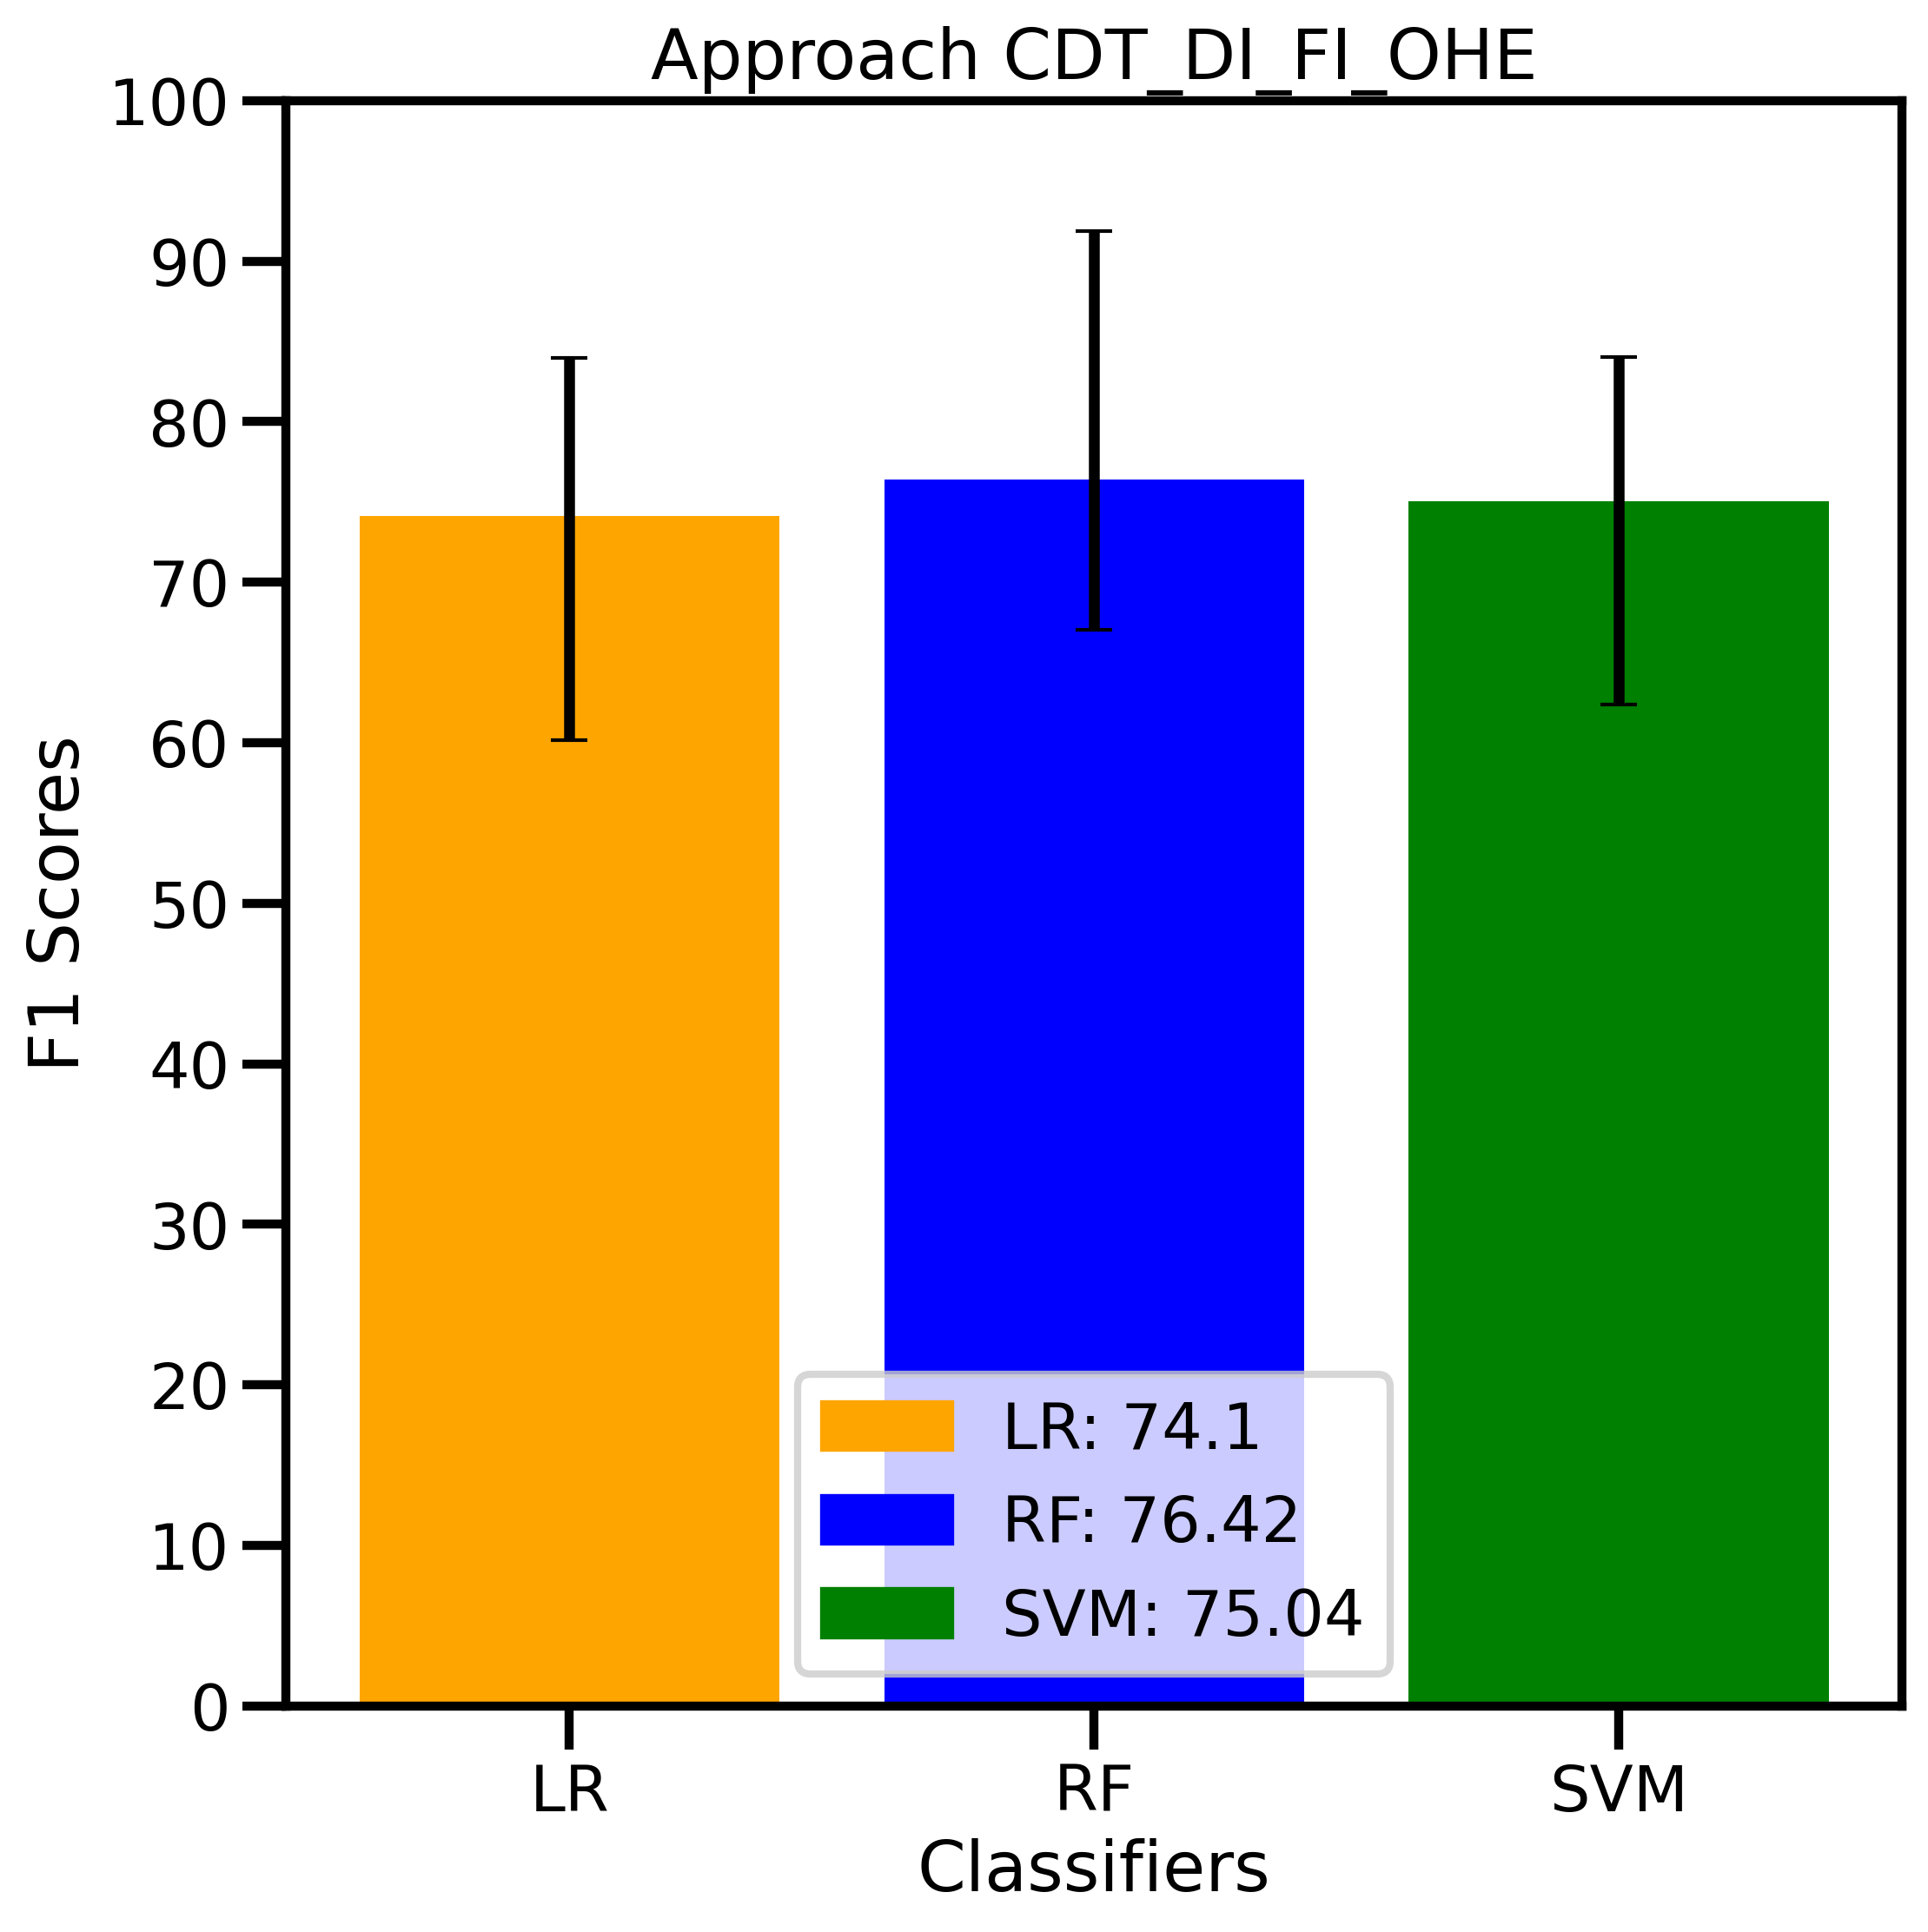 Approach CDT_DI_FI_OHE
100
90
80
70
60
50
40
30
20
10
0
F1 Scores
LR: 74.1
RF: 76.42
SVM: 75.04
LR RF SVM
Classifiers